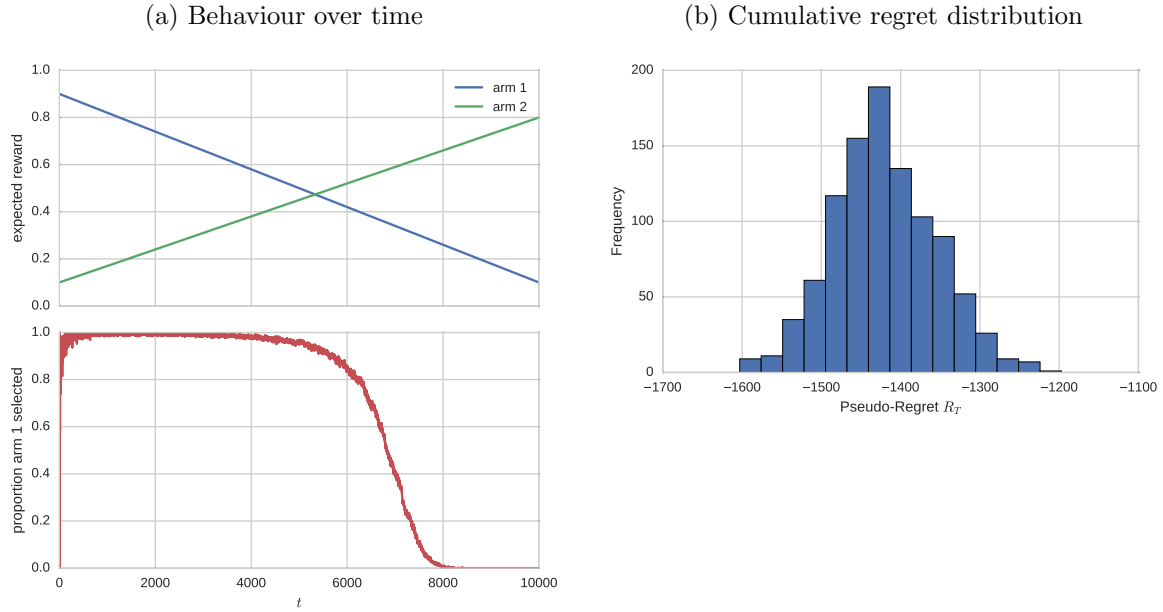 (a) Behaviour over time
1.0
0.8
0.6
0.4
0.2
0.0
expected reward
arm 1
arm 2
1.0
0.8
0.6
0.4
0.2
0.0
proportion arm 1 selected
0 2000 4000 6000 8000 10000
t
(b) Cumulative regret distribution
200
150
100
50
0
Frequency
−1700 −1600 −1500 −1400 −1300 −1200 −1100
Pseudo-Regret R_T